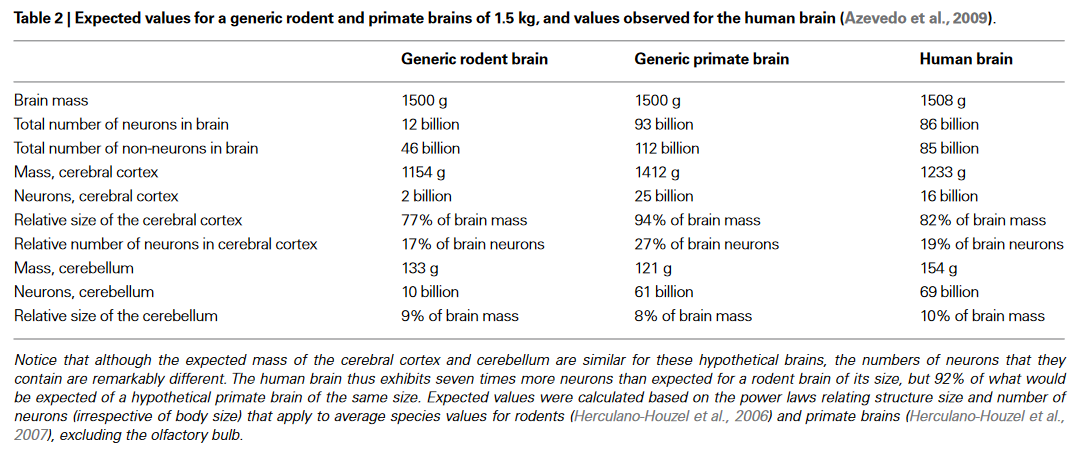 Table 2 | Expected values for a generic rodent and primate brains of 1.5 kg, and values observed for the human brain (Azevedo et al., 2009).
Generic rodent brain Generic primate brain Human brain
Brain mass 1500 g 1500 g 1508 g
Total number of neurons in brain 12 billion 93 billion 86 billion
Total number of non-neurons in brain 46 billion 112 billion 85 billion
Mass, cerebral cortex 1154 g 1412 g 1233 g
Neurons, cerebral cortex 2 billion 25 billion 16 billion
Relative size of the cerebral cortex 77% of brain mass 94% of brain mass 82% of brain mass
Relative number of neurons in cerebral cortex 17% of brain neurons 27% of brain neurons 19% of brain neurons
Mass, cerebellum 133 g 121 g 154 g
Neurons, cerebellum 10 billion 61 billion 69 billion
Relative size of the cerebellum 9% of brain mass 8% of brain mass 10% of brain mass
Notice that although the expected mass of the cerebral cortex and cerebellum are similar for these hypothetical brains, the numbers of neurons that they
contain are remarkably different. The human brain thus exhibits seven times more neurons than expected for a rodent brain of its size, but 92% of what would
be expected of a hypothetical primate brain of the same size. Expected values were calculated based on the power laws relating structure size and number of
neurons (irrespective of body size) that apply to average species values for rodents (Herculano-Houzel et al., 2006) and primate brains (Herculano-Houzel et al.,
2007), excluding the olfactory bulb.